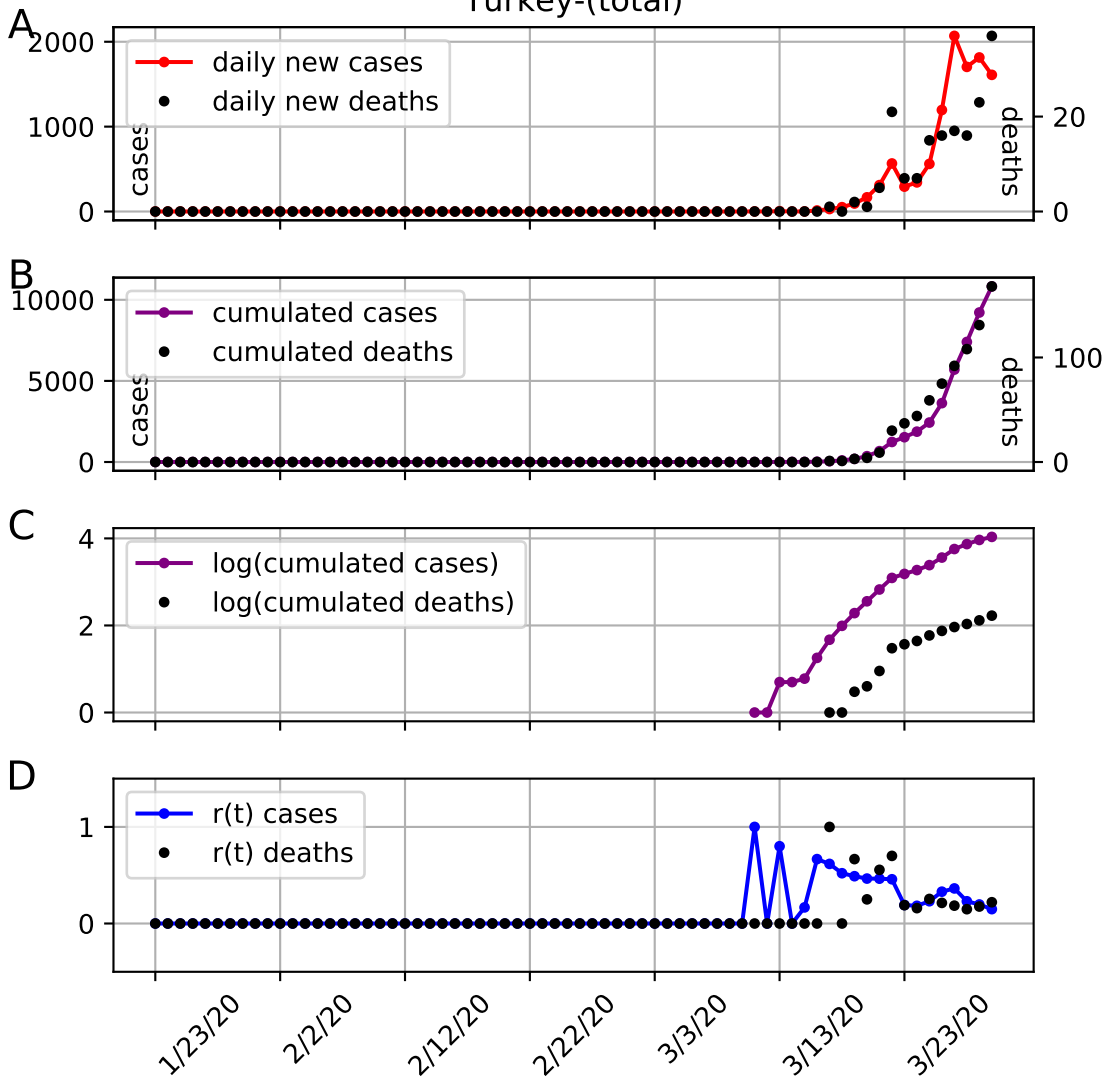 Turkey-(total)
A
2000
1000
0
daily new cases
daily new deaths
cases
deaths
20
0
B
10000
5000
0
cumulated cases
cumulated deaths
cases
deaths
100
0
C
4
2
0
log(cumulated cases)
log(cumulated deaths)
D
1
0
r(t) cases
r(t) deaths
1/23/20
2/2/20
2/12/20
2/22/20
3/3/20
3/13/20
3/23/20